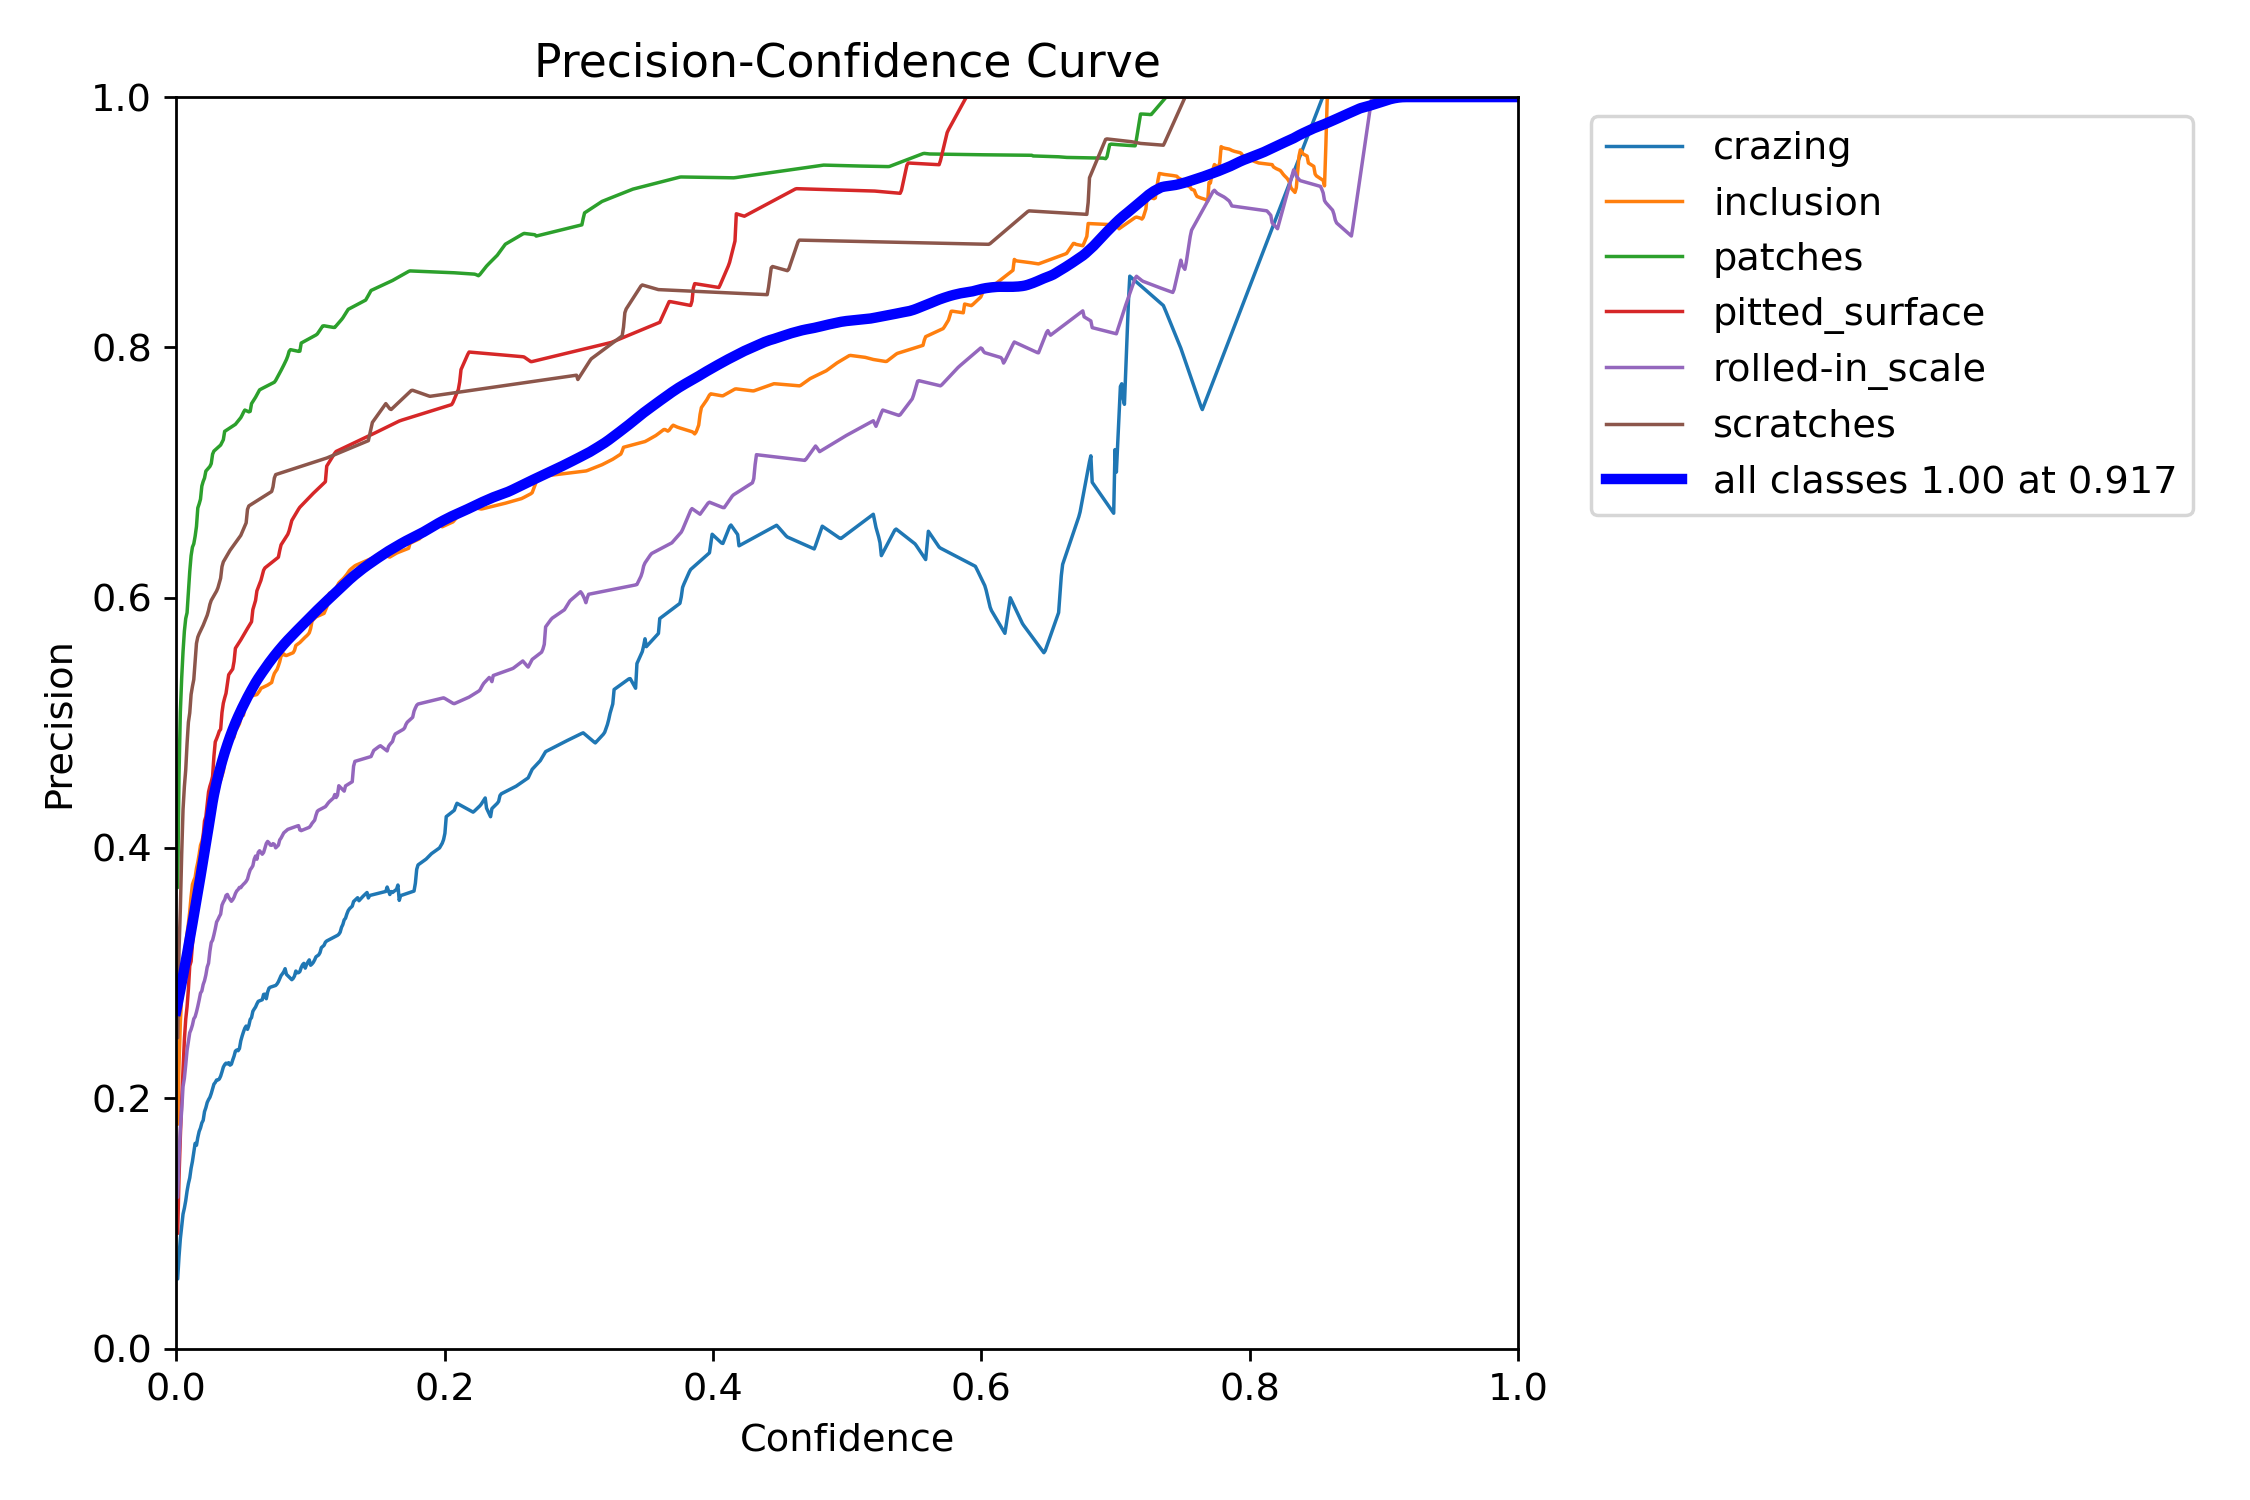 Precision-Confidence Curve
1.0
0.8
0.6
0.4
0.2
0.0
Precision
0.0 0.2 0.4 0.6 0.8 1.0
Confidence
crazing
inclusion
patches
pitted_surface
rolled-in_scale
scratches
all classes 1.00 at 0.917